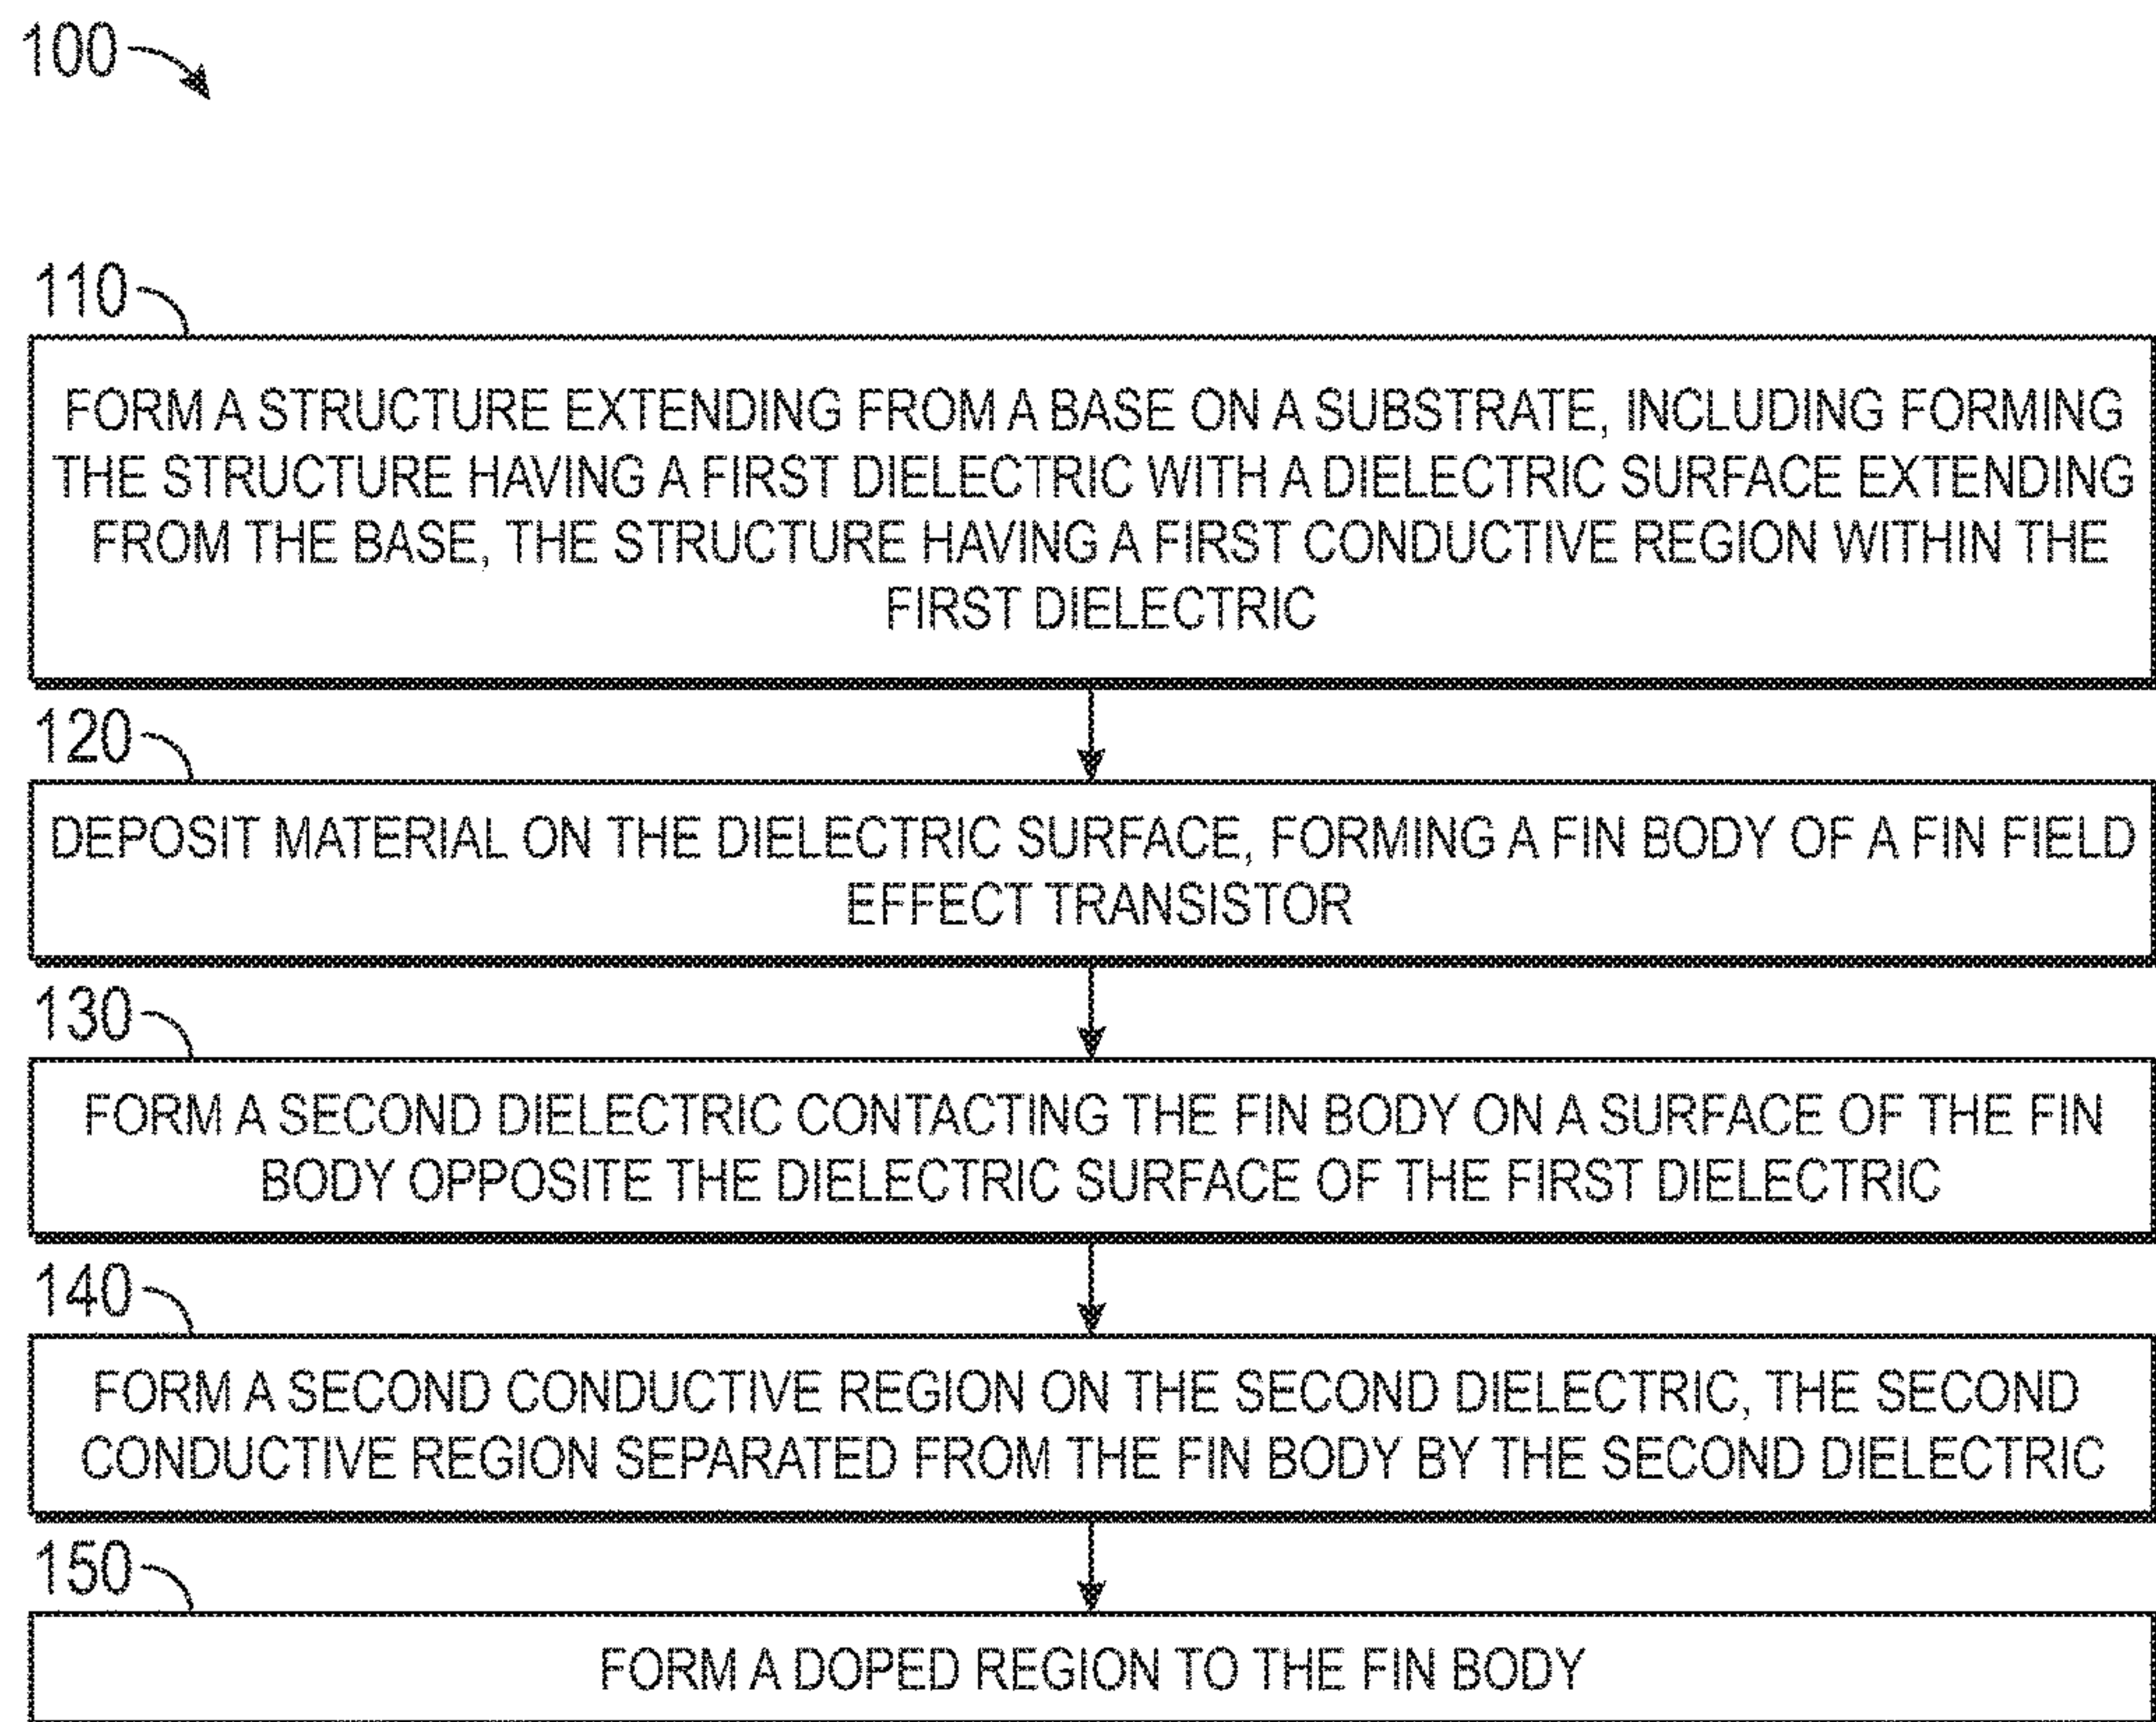 100
110
FORM A STRUCTURE EXTENDING FROM A BASE ON A SUBSTRATE, INCLUDING FORMING
THE STRUCTURE HAVING A FIRST DIELECTRIC WITH A DIELECTRIC SURFACE EXTENDING
FROM THE BASE, THE STRUCTURE HAVING A FIRST CONDUCTIVE REGION WITHIN THE
FIRST DIELECTRIC
120
DEPOSIT MATERIAL ON THE DIELECTRIC SURFACE, FORMING A FIN BODY OF A FIN FIELD
EFFECT TRANSISTOR
130
FORM A SECOND DIELECTRIC CONTACTING THE FIN BODY ON A SURFACE OF THE FIN
BODY OPPOSITE THE DIELECTRIC SURFACE OF THE FIRST DIELECTRIC
140
FORM A SECOND CONDUCTIVE REGION ON THE SECOND DIELECTRIC, THE SECOND
CONDUCTIVE REGION SEPARATED FROM THE FIN BODY BY THE SECOND DIELECTRIC
150
FORM A DOPED REGION TO THE FIN BODY